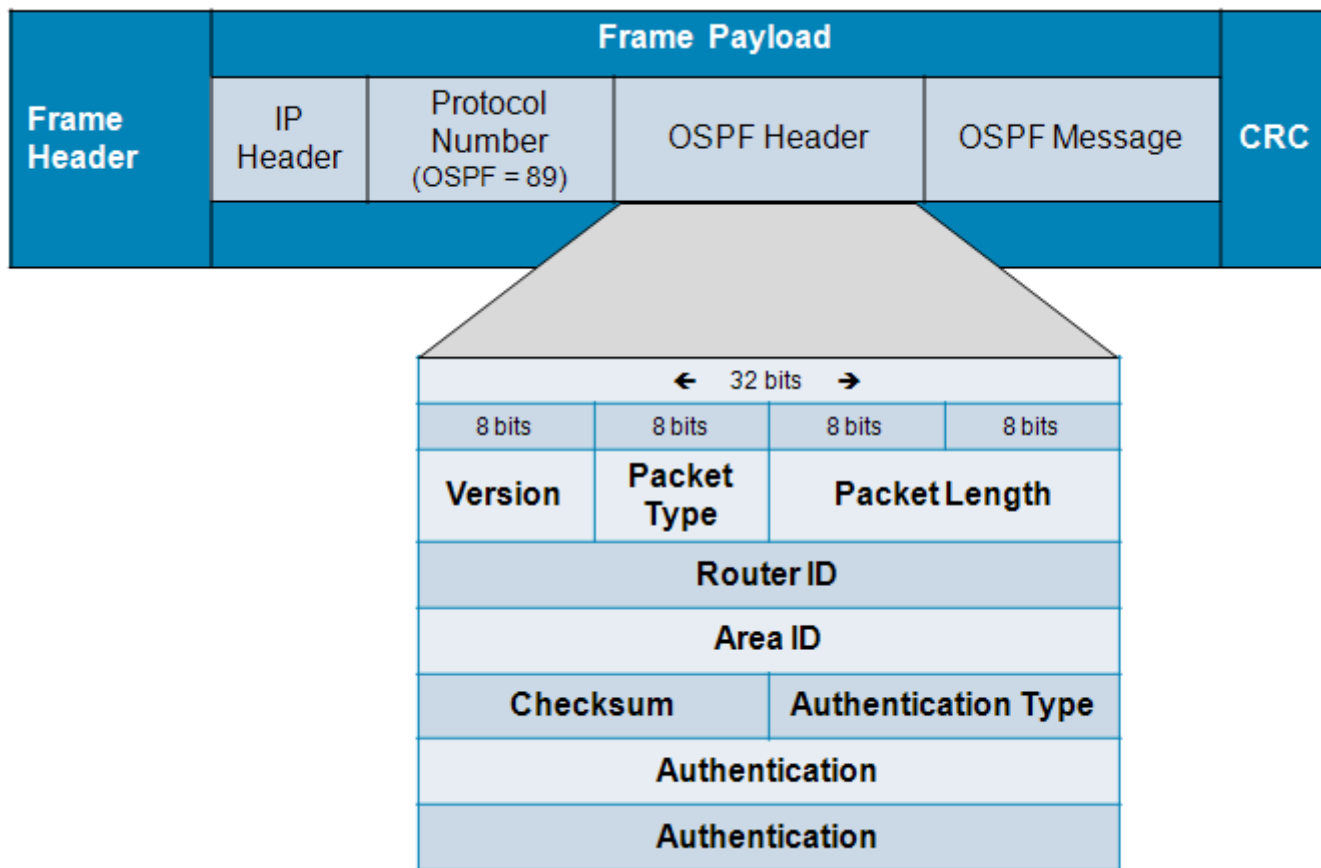 Frame Payload
Frame
Header
IP
Header
Protocol
Number
(OSPF = 89)
OSPF Header
OSPF Message
CRC
← 32 bits →
8 bits 8 bits 8 bits 8 bits
Version
Packet
Type
Packet Length
Router ID
Area ID
Checksum Authentication Type
Authentication
Authentication